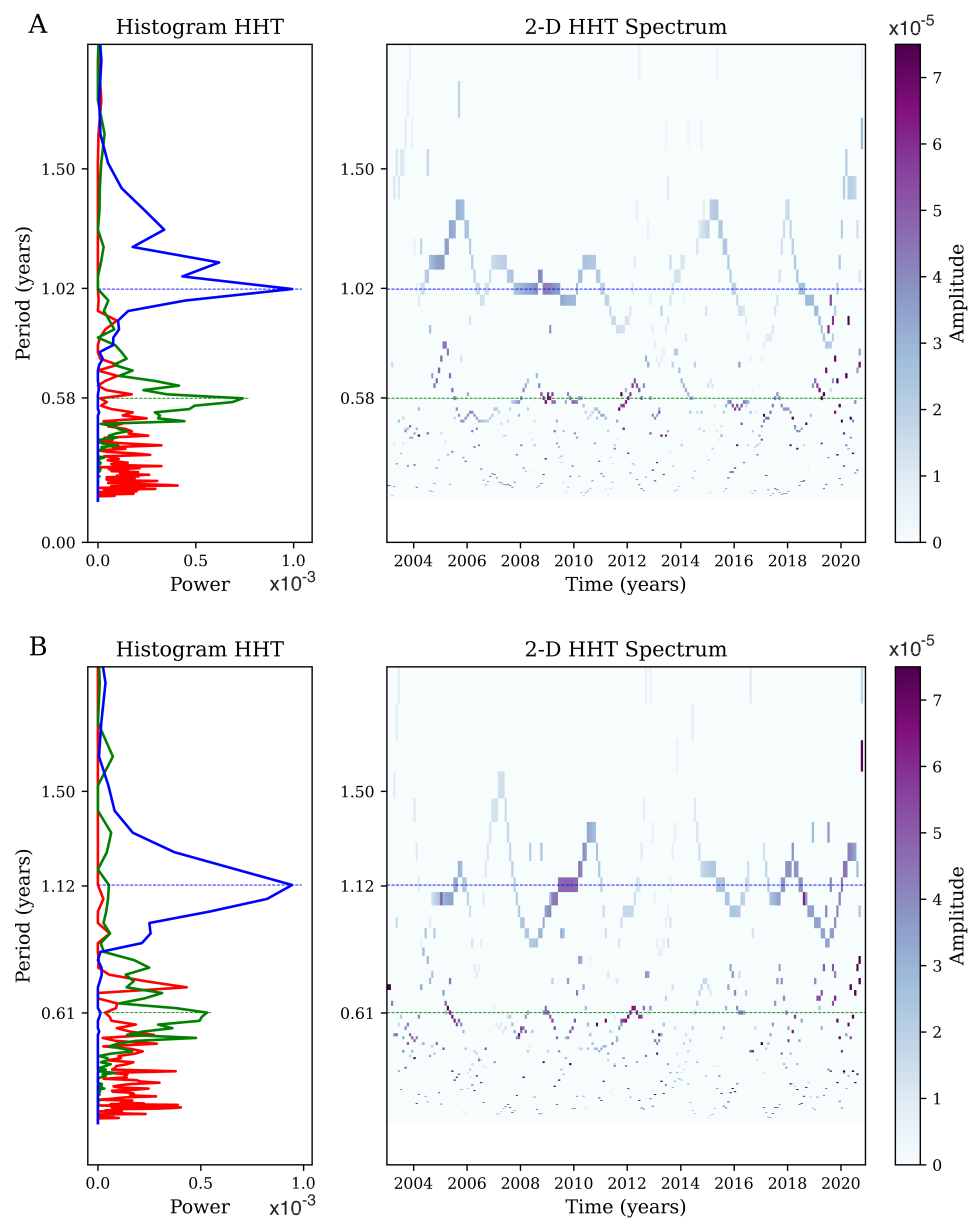 A
Histogram HHT
2-D HHT Spectrum
x10-5
Period (years)
1.50
1.02
0.58
0.00
0.0 0.5 1.0
Power x10-3
1.50
1.02
0.58
2004 2006 2008 2010 2012 2014 2016 2018 2020
Time (years)
7
6
5
4
3
2
1
0
Amplitude
B
Histogram HHT
2-D HHT Spectrum
x10-5
Period (years)
1.50
1.12
0.61
0.0 0.5 1.0
Power x10-3
1.50
1.12
0.61
2004 2006 2008 2010 2012 2014 2016 2018 2020
Time (years)
7
6
5
4
3
2
1
0
Amplitude